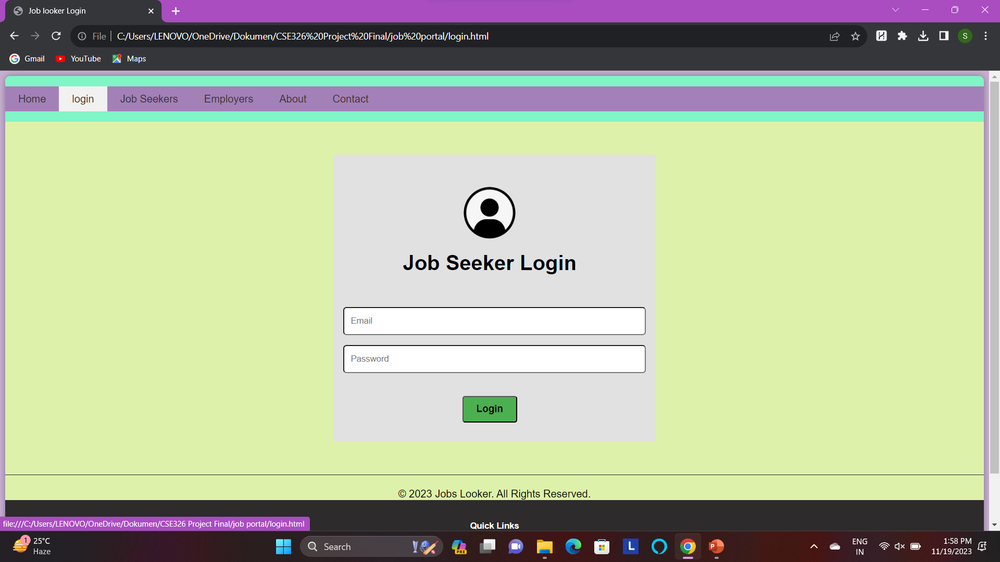 Job looker Login
File
C:/Users/LENOVO/OneDrive/Dokumen/CSE326%20Project%20Final/job%20portal/login.html
S
Gmail YouTube Maps
Home login Job Seekers Employers About Contact
Job Seeker Login
Email
Password
Login
© 2023 Jobs Looker. All Rights Reserved.
Quick Links
file:///C:/Users/LENOVO/OneDrive/Dokumen/CSE326 Project Final/job portal/login.html
1
25°C
Haze
Search
PRE
L
P
ENG
IN
1:58 PM
11/19/2023